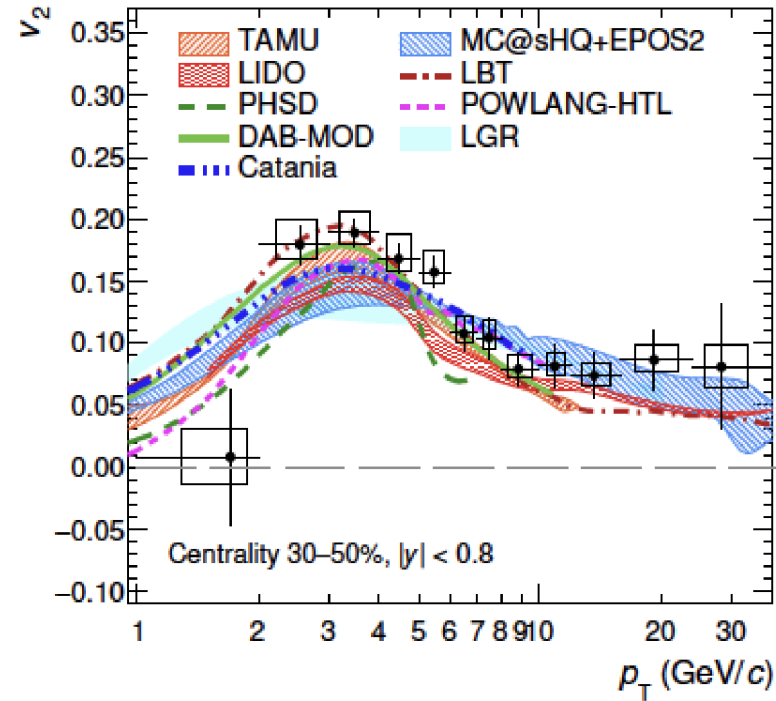 v2
0.35
0.30
0.25
0.20
0.15
0.10
0.05
0.00
−0.05
−0.10
TAMU
LIDO
PHSD
DAB-MOD
Catania
MC@sHQ+EPOS2
LBT
POWLANG-HTL
LGR
Centrality 30–50%, |y| < 0.8
1 2 3 4 5 6 7 8 910 20 30
pT (GeV/c)